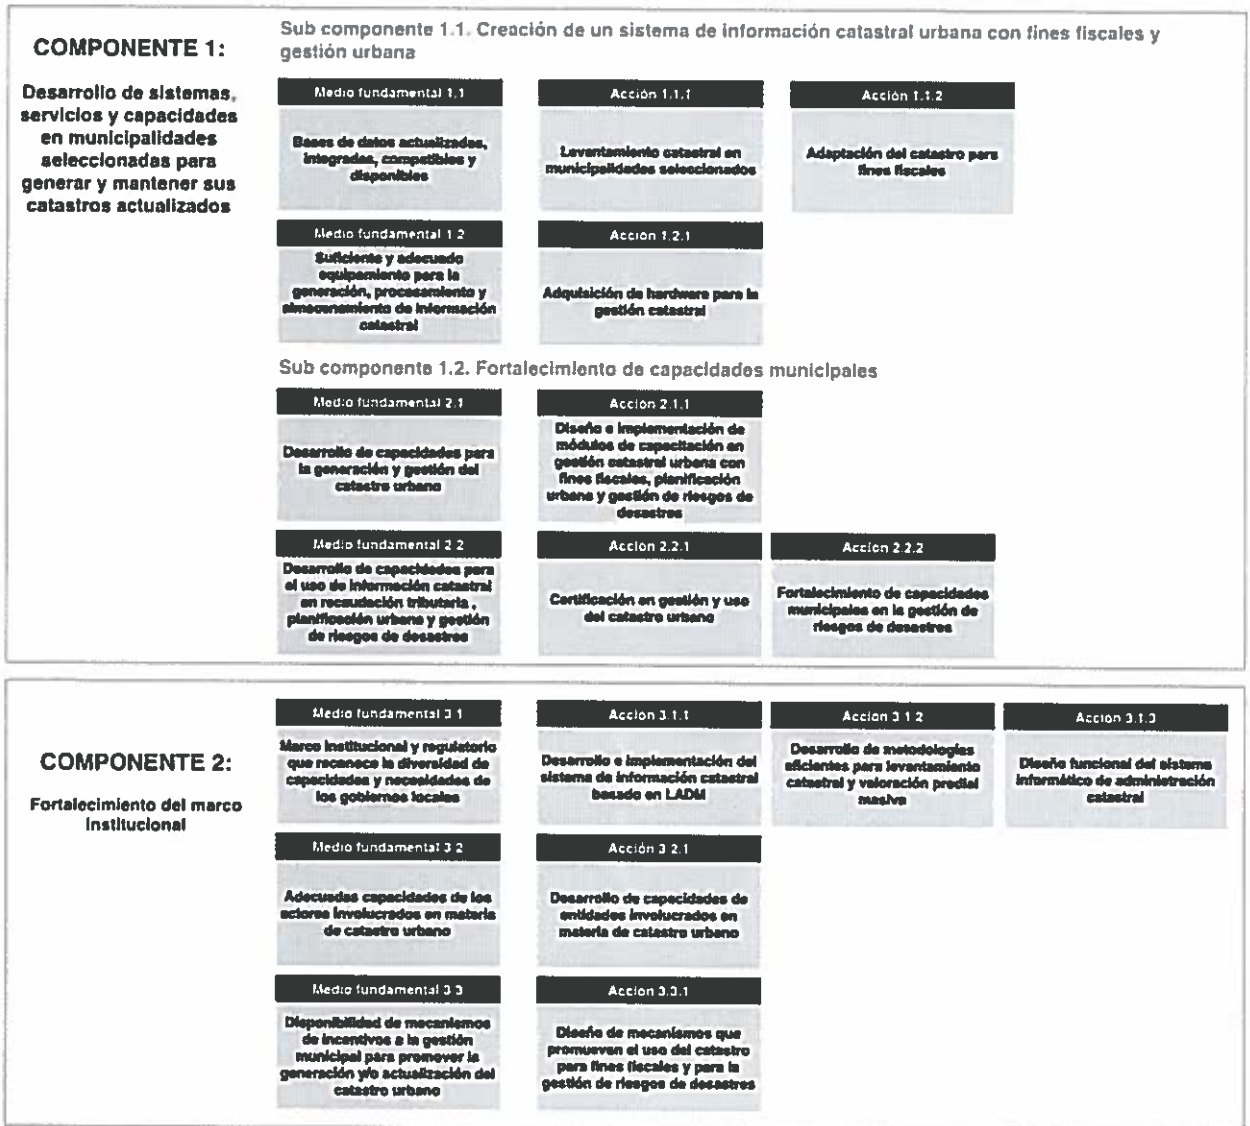 COMPONENTE 1:
Desarrollo de sistemas,
servicios y capacidades
en municipalidades
seleccionadas para
generar y mantener sus
catastros actualizados
Sub componente 1.1. Creación de un sistema de información catastral urbana con fines fiscales y
gestión urbana
Medio fundamental 1.1
Bases de datos actualizadas,
integradas, compatibles y
disponibles
Acción 1.1.1
Levantamiento catastral en
municipalidades seleccionados
Acción 1.1.2
Adaptación del catastro para
fines fiscales
Medio fundamental 1.2
Suficiente y adecuado
equipamiento para la
generación, procesamiento y
almacenamiento de información
catastral
Acción 1.2.1
Adquisición de hardware para la
gestión catastral
Sub componente 1.2. Fortalecimiento de capacidades municipales
Medio fundamental 2.1
Desarrollo de capacidades para
la generación y gestión del
catastro urbano
Acción 2.1.1
Diseño e implementación de
módulos de capacitación en
gestión catastral urbana con
fines fiscales, planificación
urbana y gestión de riesgos de
desastres
Medio fundamental 2.2
Desarrollo de capacidades para
el uso de información catastral
en recaudación tributaria ,
planificación urbana y gestión
de riesgos de desastres
Acción 2.2.1
Certificación en gestión y uso
del catastro urbano
Acción 2.2.2
Fortalecimiento de capacidades
municipales en la gestión de
riesgos de desastres
COMPONENTE 2:
Fortalecimiento del marco
institucional
Medio fundamental 3.1
Marco institucional y regulatorio
que reconece la diversidad de
capacidades y necesidades de
los gobiernos locales
Acción 3.1.1
Desarrollo e implementación del
sistema de información catastral
basado en LADM
Acción 3.1.2
Desarrollo de metodologías
eficientes para levantamiento
catastral y valoración predial
masiva
Acción 3.1.3
Diseño funcional del sistema
informático de administración
catastral
Medio fundamental 3.2
Adecuadas capacidades de los
actores involucrados en materia
de catastro urbano
Acción 3.2.1
Desarrollo de capacidades de
entidades involucrados en
materia de catastro urbano
Medio fundamental 3.3
Disponibilidad de mecanismos
de incentivos a la gestión
municipal para promover la
generación y/o actualización del
catastro urbano
Acción 3.3.1
Diseño de mecanismos que
promuevan el uso del catastro
para fines fiscales y para la
gestión de riesgos de desastres